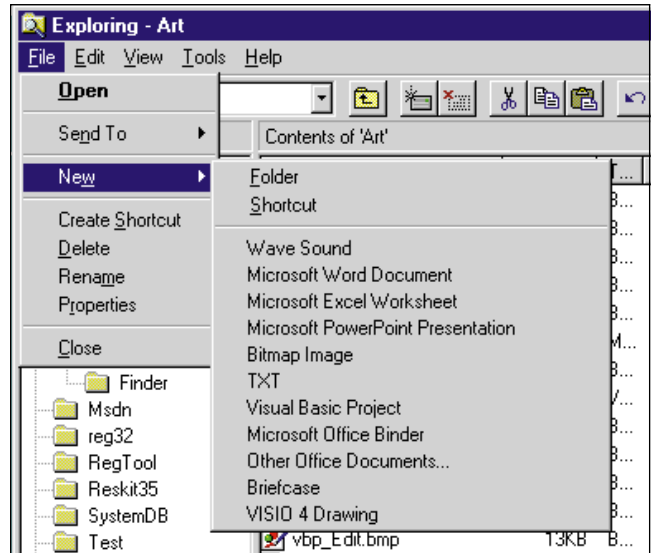 Exploring - Art
File Edit View Tools Help
Open
Send To
Contents of 'Art'
New
Create Shortcut
Delete
Rename
Properties
Close
Folder
Shortcut
Wave Sound
Microsoft Word Document
Microsoft Excel Worksheet
Microsoft PowerPoint Presentation
Bitmap Image
TXT
Visual Basic Project
Microsoft Office Binder
Other Office Documents...
Briefcase
VISIO 4 Drawing
T...
B...
B...
B...
B...
B...
M...
B...
V...
B...
B...
B...
B...
Finder
Msdn
reg32
RegTool
Reskit35
SystemDB
Test
vbp_Edit.bmp 13KB B...